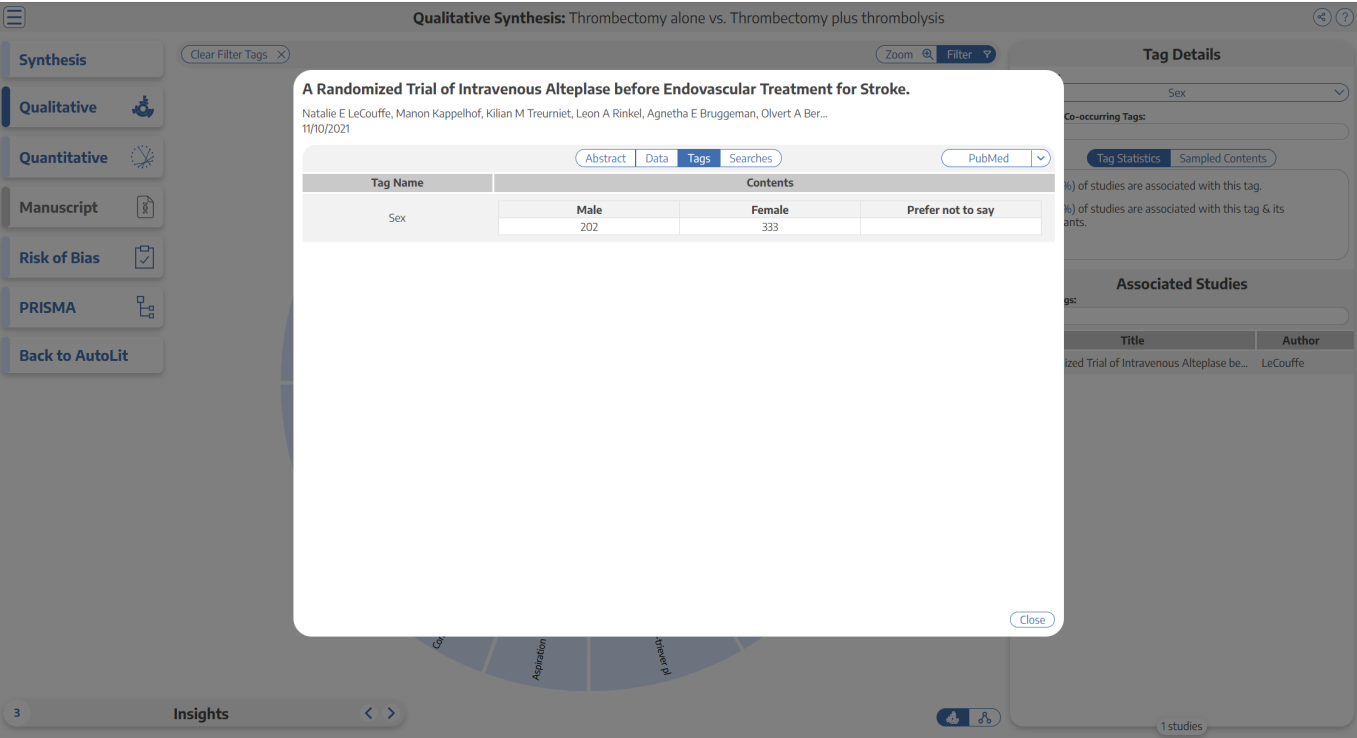 Qualitative Synthesis: Thrombectomy alone vs. Thrombectomy plus thrombolysis
?
Synthesis
Qualitative
Quantitative
Manuscript
Risk of Bias
PRISMA
Back to AutoLit
Clear Filter Tags
Zoom
Filter
A Randomized Trial of Intravenous Alteplase before Endovascular Treatment for Stroke.
Natalie E LeCouffe, Manon Kappelhof, Kilian M Treurniet, Leon A Rinkel, Agnetha E Bruggeman, Olvert A Ber...
11/10/2021
Abstract Data Tags Searches
PubMed
Tag Name Contents
Sex
Male Female Prefer not to say
202 333
Close
Aspiration
-triever pl
Tag Details
Sex
Co-occurring Tags:
Tag Statistics Sampled Contents
%) of studies are associated with this tag.
%) of studies are associated with this tag & its
ants.
Associated Studies
gs:
Title Author
ized Trial of Intravenous Alteplase be... LeCouffe
3 Insights
1 studies